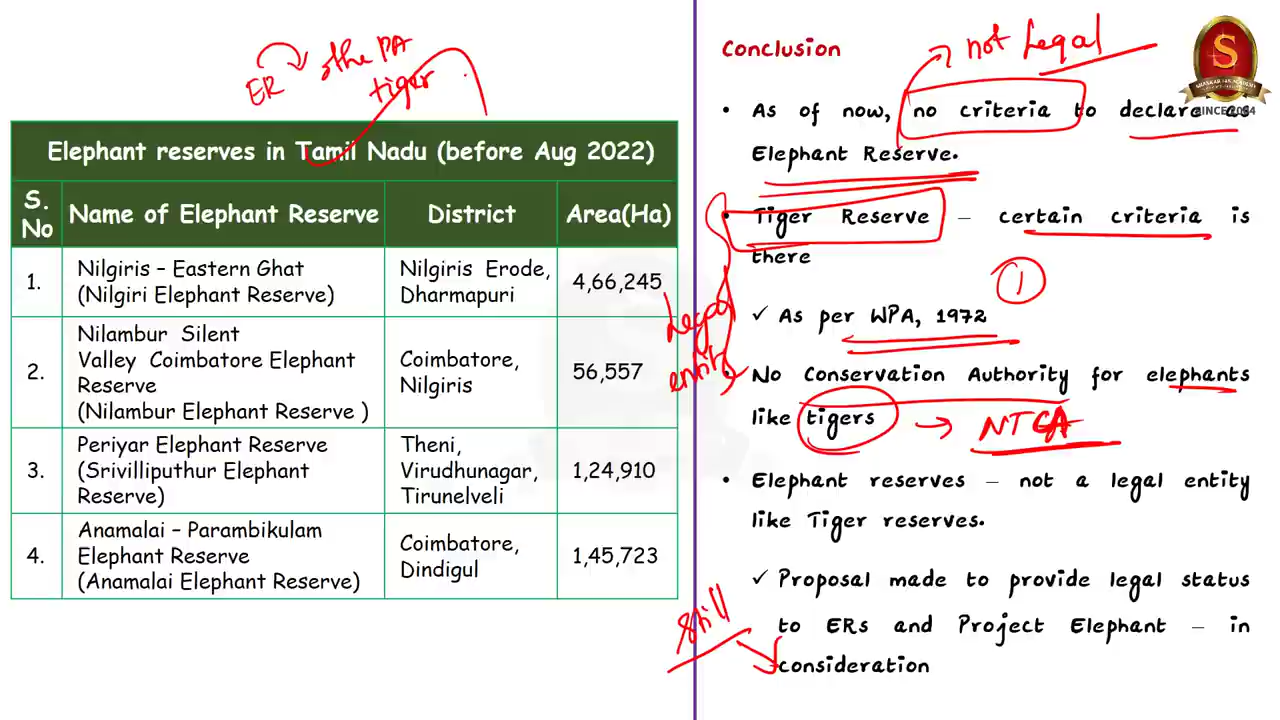 ER
other PA
tiger
Elephant reserves in Tamil Nadu (before Aug 2022)
S. No
Name of Elephant Reserve
District
Area(Ha)
1.
Nilgiris – Eastern Ghat
(Nilgiri Elephant Reserve)
Nilgiris Erode,
Dharmapuri
4,66,245
2.
Nilambur Silent
Valley Coimbatore Elephant
Reserve
(Nilambur Elephant Reserve )
Coimbatore,
Nilgiris
56,557
3.
Periyar Elephant Reserve
(Srivilliputhur Elephant
Reserve)
Theni,
Virudhunagar,
Tirunelveli
1,24,910
4.
Anamalai – Parambikulam
Elephant Reserve
(Anamalai Elephant Reserve)
Coimbatore,
Dindigul
1,45,723
Conclusion
not Legal
• As of now, no criteria to declare as
Elephant Reserve.
• Tiger Reserve – certain criteria is
there
1
✓ As per WPA, 1972
Legal
entity
• No Conservation Authority for elephants
like tigers
→ NTCA
• Elephant reserves – not a legal entity
like Tiger reserves.
✓ Proposal made to provide legal status
to ERs and Project Elephant – in
consideration
still
S
SHANKAR IAS ACADEMY
SINCE 2004